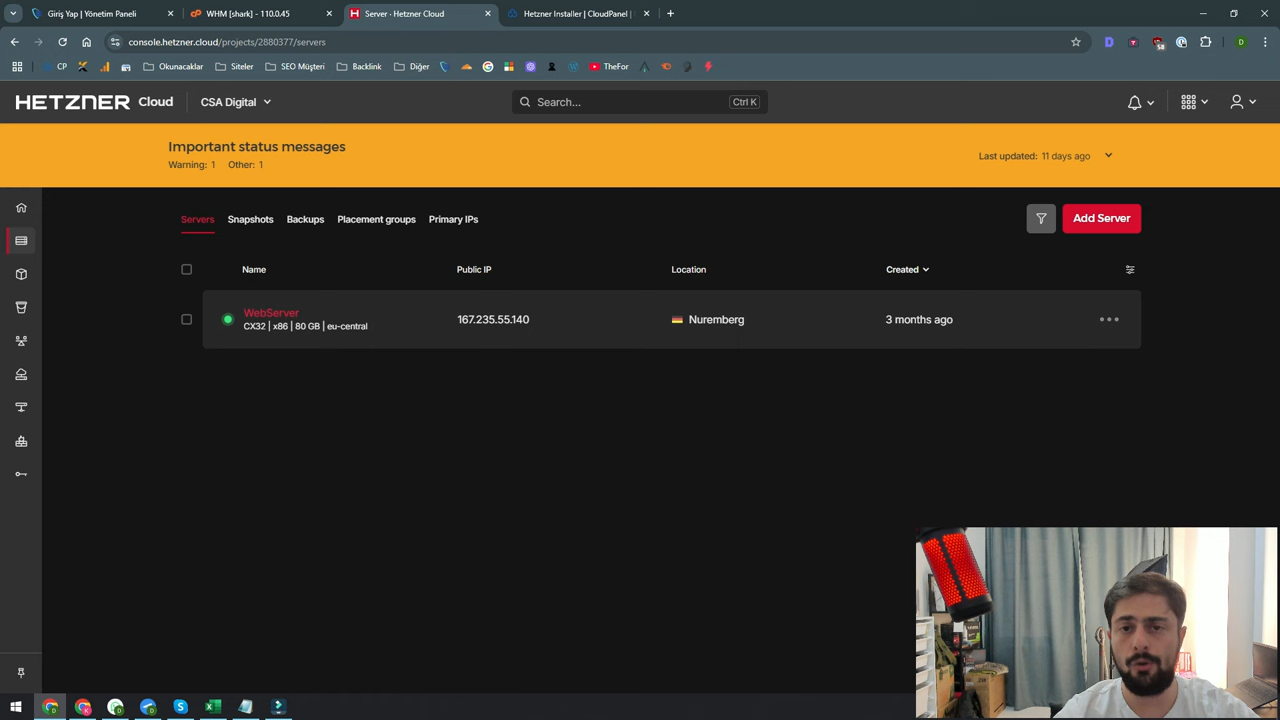 Giriş Yap | Yönetim Paneli
WHM [shark] - 110.0.45
Server - Hetzner Cloud
Hetzner Installer | CloudPanel |
console.hetzner.cloud/projects/2880377/servers
58
D
CP
Okunacaklar
Siteler
SEO Müşteri
Backlink
Diğer
TheFor
HETZNER Cloud
CSA Digital
Search...
Ctrl K
Important status messages
Warning: 1 Other: 1
Last updated: 11 days ago
Servers
Snapshots
Backups
Placement groups
Primary IPs
Add Server
Name
Public IP
Location
Created
WebServer
CX32 | x86 | 80 GB | eu-central
167.235.55.140
Nuremberg
3 months ago